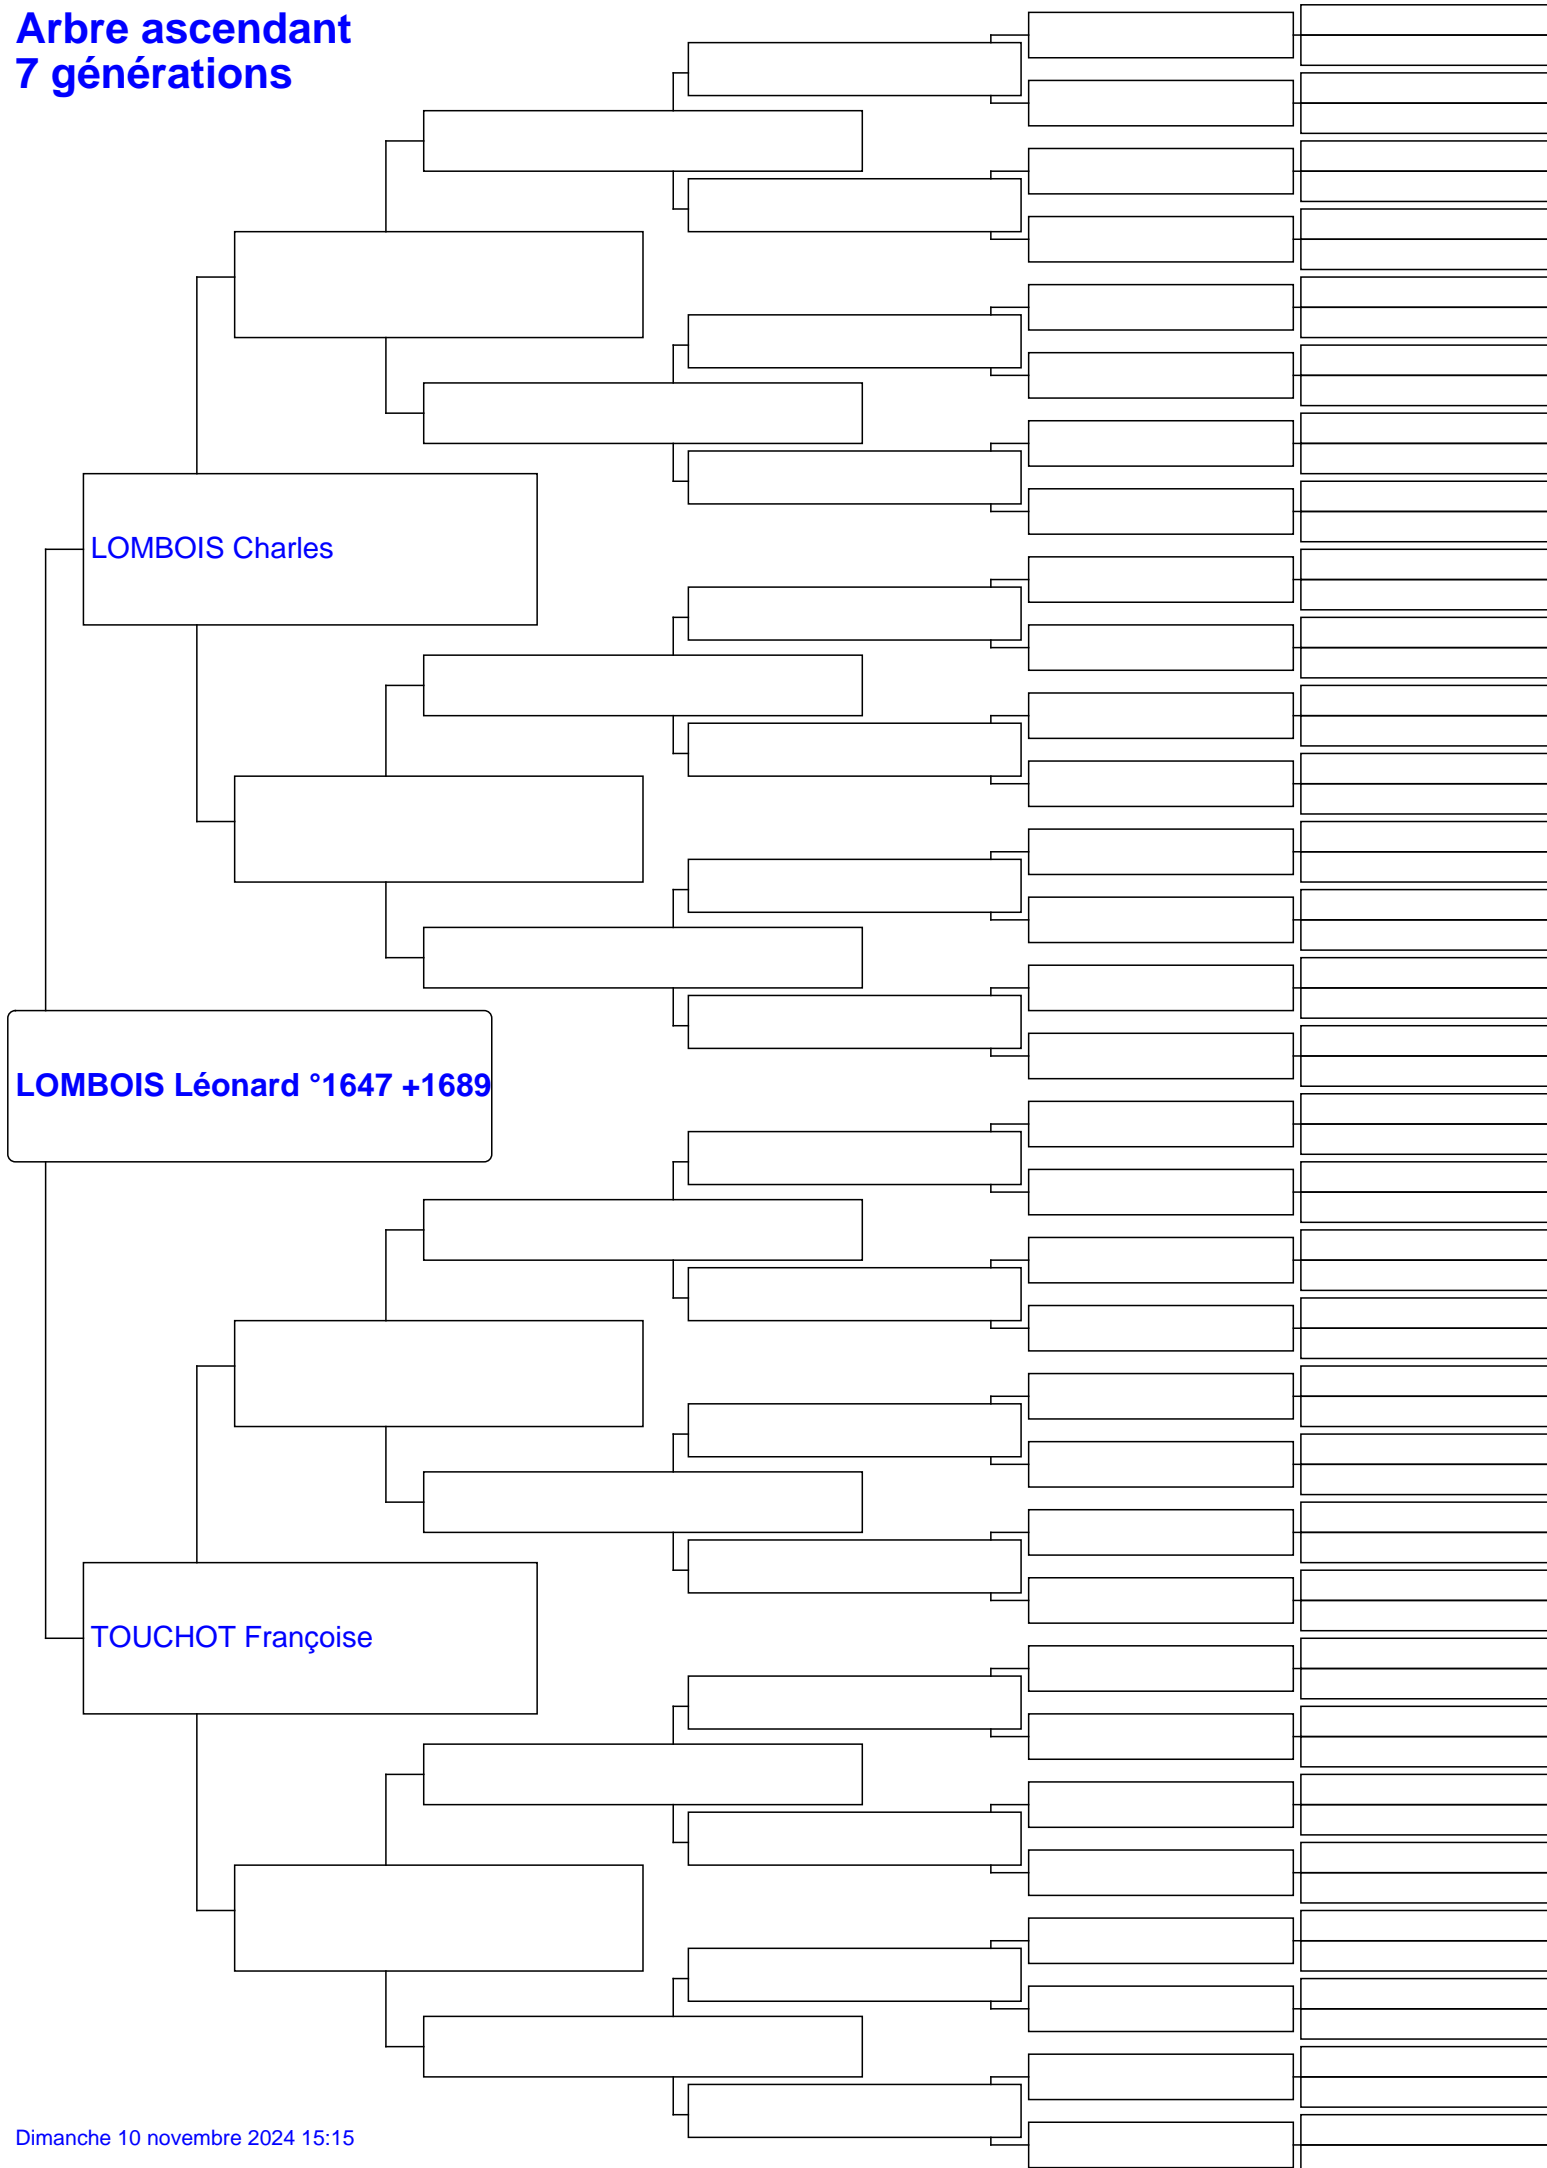 Arbre ascendant
7 générations
LOMBOIS Charles
LOMBOIS Léonard °1647 +1689
TOUCHOT Françoise
Dimanche 10 novembre 2024 15:15